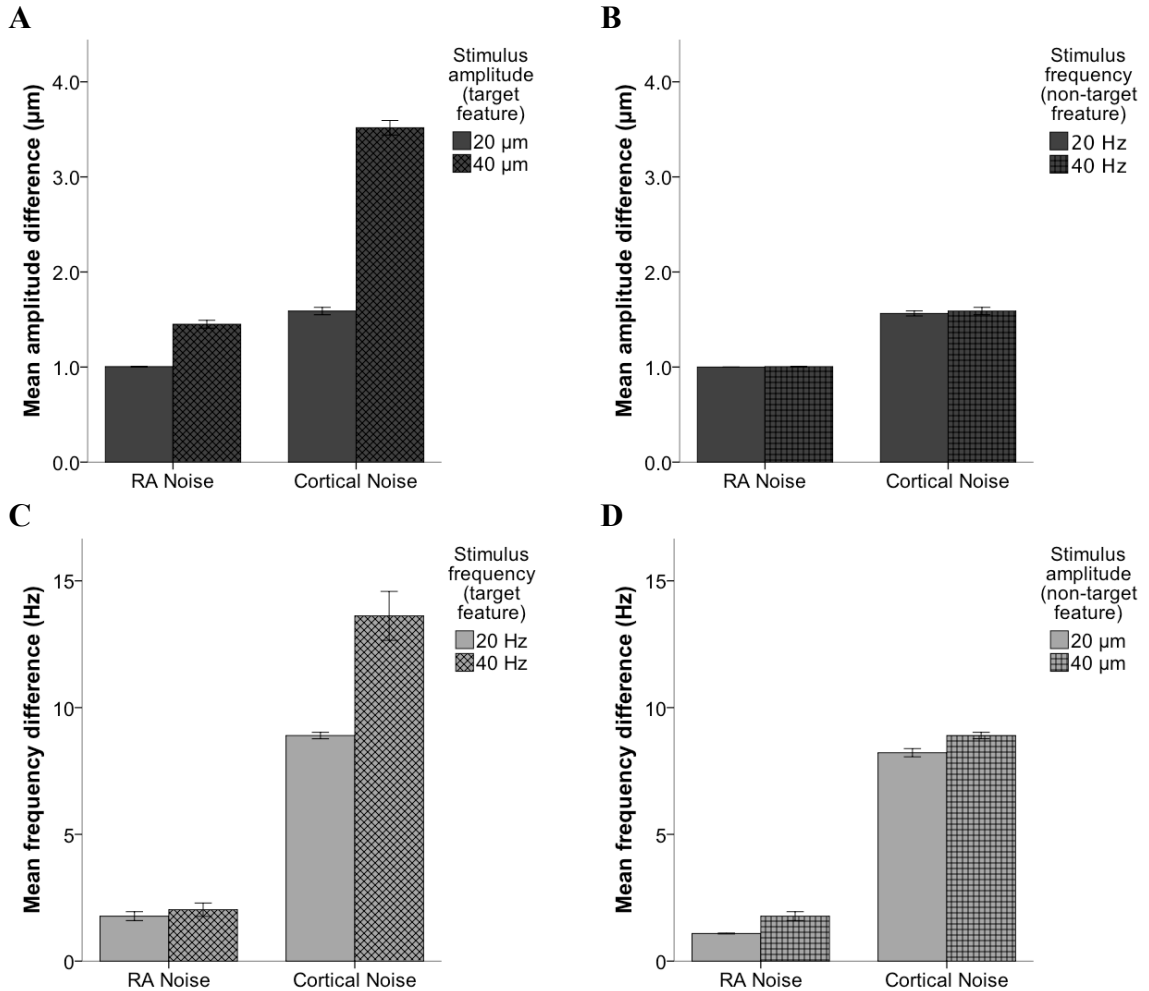 A
Mean amplitude difference (µm)
4.0
3.0
2.0
1.0
0.0
RA Noise
Cortical Noise
Stimulus
amplitude
(target
feature)
20 µm
40 µm
B
Mean amplitude difference (µm)
4.0
3.0
2.0
1.0
0.0
RA Noise
Cortical Noise
Stimulus
frequency
(non-target
freature)
20 Hz
40 Hz
C
Mean frequency difference (Hz)
15
10
5
0
RA Noise
Cortical Noise
Stimulus
frequency
(target
feature)
20 Hz
40 Hz
D
Mean frequency difference (Hz)
15
10
5
0
RA Noise
Cortical Noise
Stimulus
amplitude
(non-target
feature)
20 µm
40 µm